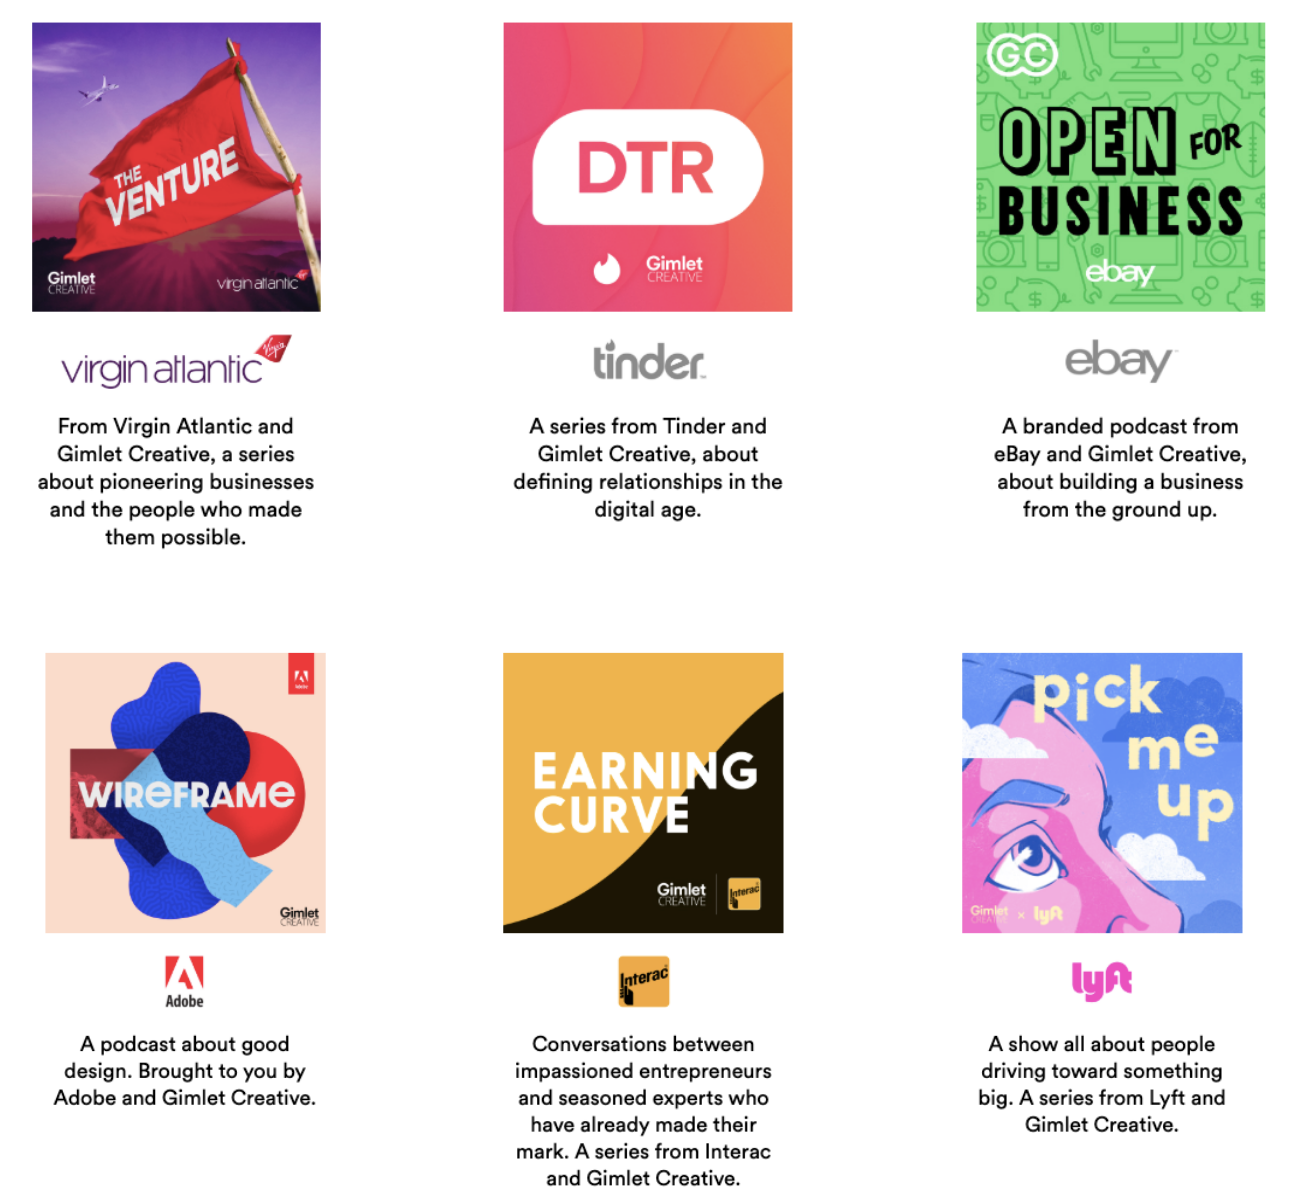 THE
VENTURE
Gimlet
CREATIVE
virgin atlantic
DTR
Gimlet
CREATIVE
GC
OPEN FOR
BUSINESS
ebay
virgin atlantic
Virgin
tinder
ebay
From Virgin Atlantic and
Gimlet Creative, a series
about pioneering businesses
and the people who made
them possible.
A series from Tinder and
Gimlet Creative, about
defining relationships in the
digital age.
A branded podcast from
eBay and Gimlet Creative,
about building a business
from the ground up.
WIREFRAME
Adobe
Gimlet
CREATIVE
EARNING
CURVE
Gimlet
CREATIVE
Interac
pick
me
up
Gimlet
CREATIVE
x lyft
Adobe
Interac
lyft
A podcast about good
design. Brought to you by
Adobe and Gimlet Creative.
Conversations between
impassioned entrepreneurs
and seasoned experts who
have already made their
mark. A series from Interac
and Gimlet Creative.
A show all about people
driving toward something
big. A series from Lyft and
Gimlet Creative.